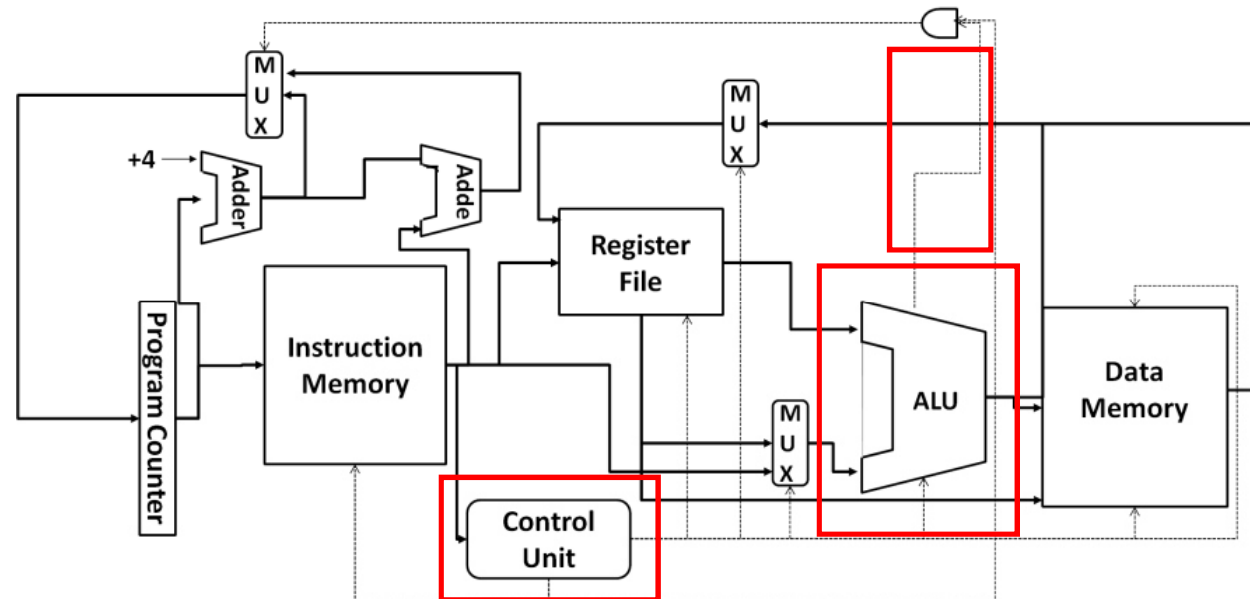 M
U
X
M
U
X
+4
Adder
Adde
Register
File
Program Counter
Instruction
Memory
ALU
Data
Memory
M
U
X
Control
Unit